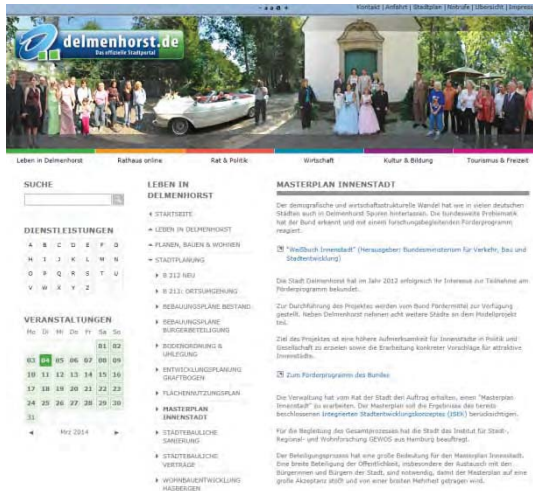 - a a a +
Kontakt | Anfahrt | Stadtplan | Notrufe | Übersicht | Impress
delmenhorst.de
Das offizielle Stadtportal
Leben in Delmenhorst
Rathaus online
Rat & Politik
Wirtschaft
Kultur & Bildung
Tourismus & Freizeit
SUCHE
DIENSTLEISTUNGEN
A B C D E F G
H I J K L M N
O P Q R S T U
V W X Y Z
VERANSTALTUNGEN
Mo Di Mi Do Fr Sa So
01 02
03 04 05 06 07 08 09
10 11 12 13 14 15 16
17 18 19 20 21 22 23
24 25 26 27 28 29 30
31
Mrz 2014
LEBEN IN
DELMENHORST
STARTSEITE
LEBEN IN DELMENHORST
PLANEN, BAUEN & WOHNEN
STADTPLANUNG
B 212 NEU
B 213: ORTSUMGEHUNG
BEBAUUNGSPLÄNE BESTAND
BEBAUUNGSPLÄNE
BÜRGERBETEILIGUNG
BODENORDNUNG &
UMLEGUNG
ENTWICKLUNGSPLANUNG
GRAFTBOGEN
FLÄCHENNUTZUNGSPLAN
MASTERPLAN
INNENSTADT
STÄDTEBAULICHE
SANIERUNG
STÄDTEBAULICHE
VERTRÄGE
WOHNBAUENTWICKLUNG
HASBERGEN
MASTERPLAN INNENSTADT
Der demografische und wirtschaftsstrukturelle Wandel hat wie in vielen deutschen
Städten auch in Delmenhorst Spuren hinterlassen. Die bundesweite Problematik
hat der Bund erkannt und mit einem forschungsbegleitenden Förderprogramm
reagiert.
"Weißbuch Innenstadt" (Herausgeber: Bundesministerium für Verkehr, Bau und
Stadtentwicklung)
Die Stadt Delmenhorst hat im Jahr 2012 erfolgreich ihr Interesse zur Teilnahme am
Förderprogramm bekundet.
Zur Durchführung des Projektes werden vom Bund Fördermittel zur Verfügung
gestellt. Neben Delmenhorst nehmen acht weitere Städte an dem Modellprojekt
teil.
Ziel des Projektes ist eine höhere Aufmerksamkeit für Innenstädte in Politik und
Gesellschaft zu erzielen sowie die Erarbeitung konkreter Vorschläge für attraktive
Innenstädte.
Zum Förderprogramm des Bundes
Die Verwaltung hat vom Rat der Stadt den Auftrag erhalten, einen "Masterplan
Innenstadt" zu erarbeiten. Der Masterplan soll die Ergebnisse des bereits
beschlossenen Integrierten Stadtentwicklungskonzeptes (ISEK) berücksichtigen.
Für die Begleitung des Gesamtprozesses hat die Stadt das Institut für Stadt-,
Regional- und Wohnforschung GEWOS aus Hamburg beauftragt.
Der Beteiligungsprozess hat eine große Bedeutung für den Masterplan Innenstadt.
Eine breite Beteiligung der Öffentlichkeit, insbesondere der Austausch mit den
Bürgerinnen und Bürgern der Stadt, sind notwendig, damit der Masterplan auf eine
große Akzeptanz stößt und von einer breiten Mehrheit getragen wird.